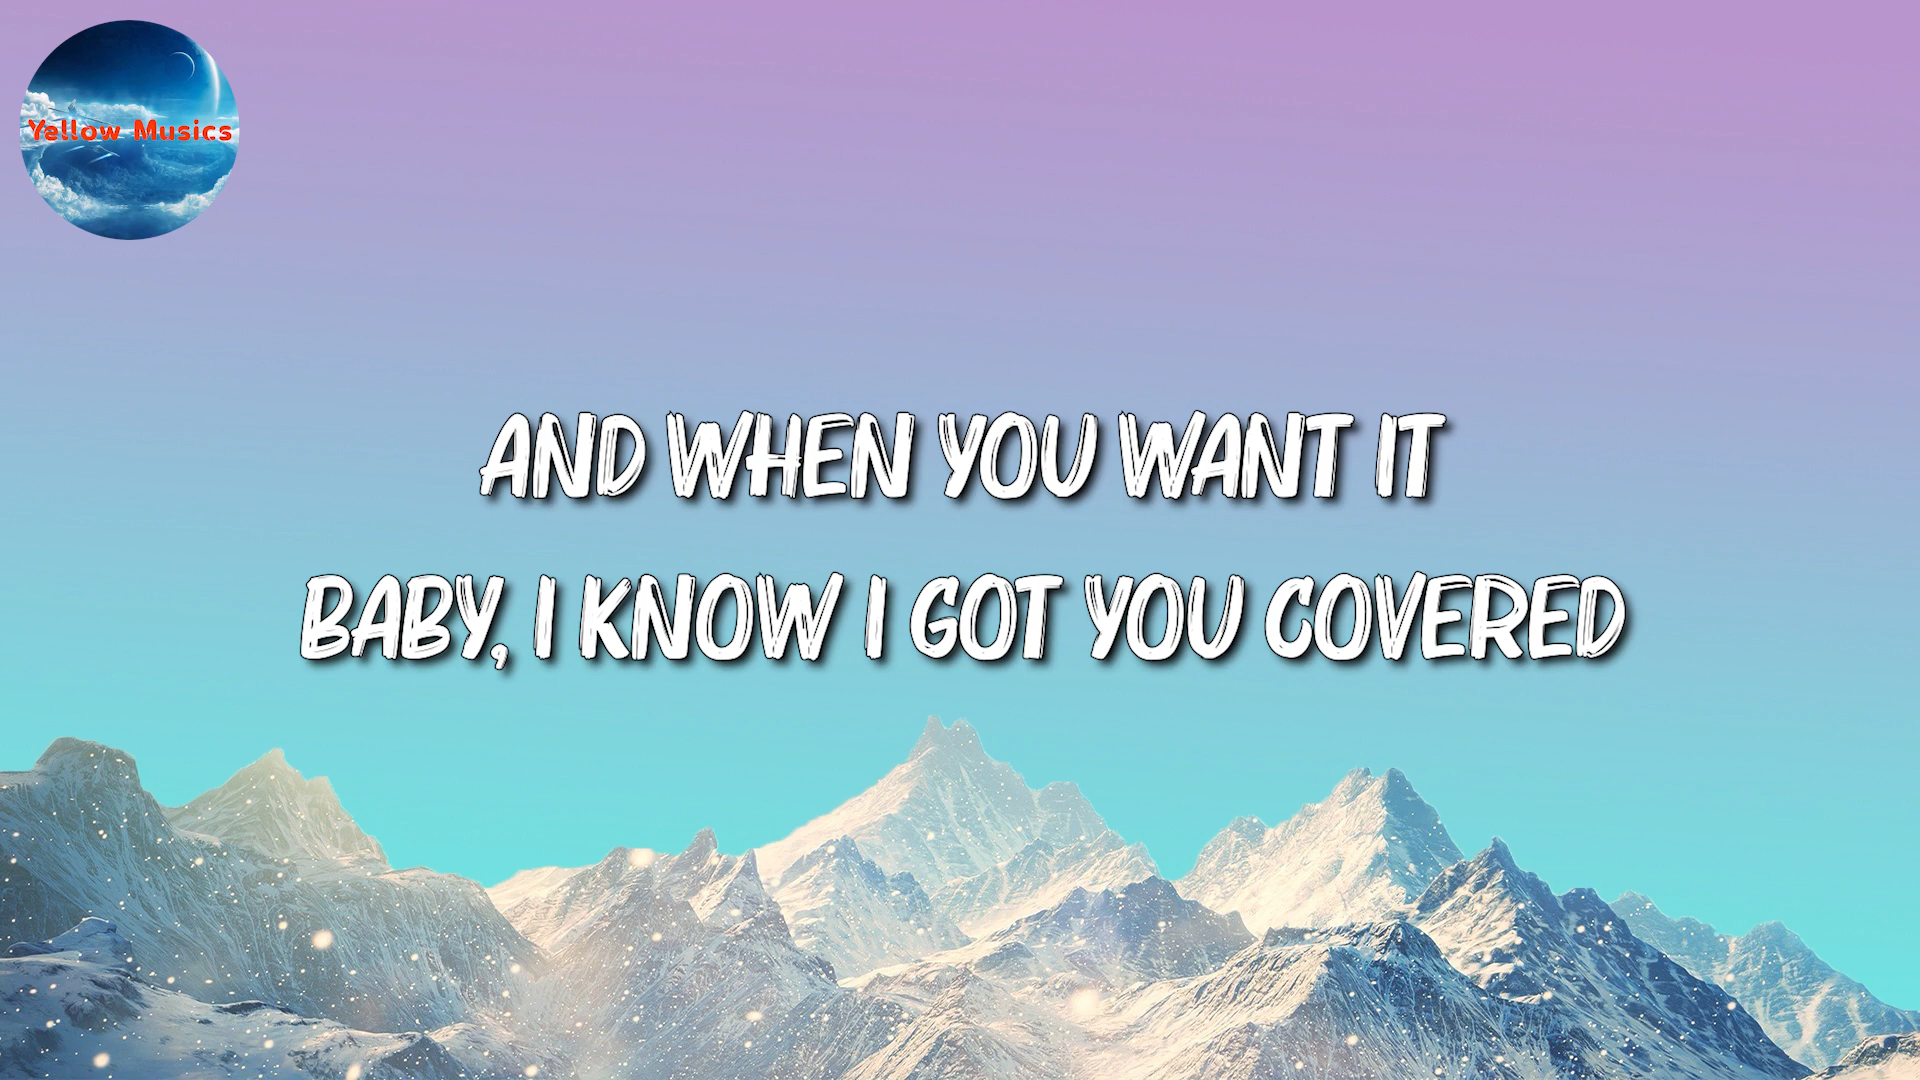 Yellow Musics
AND WHEN YOU WANT IT
BABY, I KNOW I GOT YOU COVERED